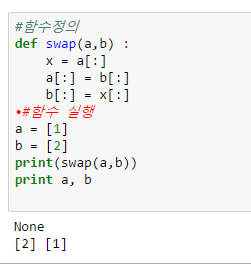 #함수정의
def swap(a,b) :
    x = a[:]
    a[:] = b[:]
    b[:] = x[:]
•#함수 실행
a = [1]
b = [2]
print(swap(a,b))
print a, b
None
[2] [1]